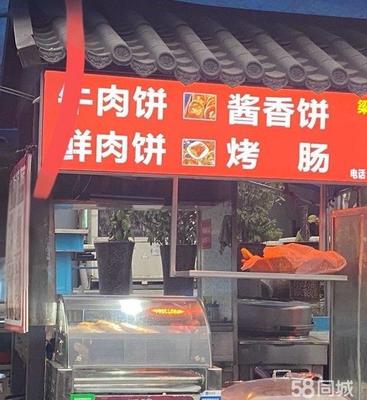 牛肉饼 酱香饼
鲜肉饼 烤 肠
电话
58同城